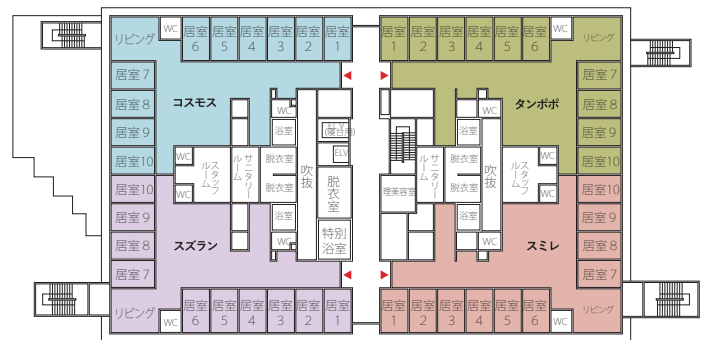 リビング
WC
居室
6
居室
5
居室
4
居室
3
居室
2
居室
1
居室
1
居室
2
居室
3
居室
4
居室
5
居室
6
WC
リビング
居室 7
居室 8
居室 9
居室10
コスモス
タンポポ
居室 7
居室 8
居室 9
居室10
WC
浴室
WC
スタッフ
ルーム
WC
サニタリー
ルーム
脱衣室
脱衣室
浴室
WC
吹抜
ELV
(寝台用)
ELV
脱衣室
特別
浴室
理美容室
WC
浴室
サニタリー
ルーム
脱衣室
脱衣室
浴室
WC
吹抜
スタッフ
ルーム
WC
WC
居室10
居室 9
居室 8
居室 7
スズラン
スミレ
居室10
居室 9
居室 8
居室 7
リビング
WC
居室
6
居室
5
居室
4
居室
3
居室
2
居室
1
居室
1
居室
2
居室
3
居室
4
居室
5
居室
6
WC
リビング